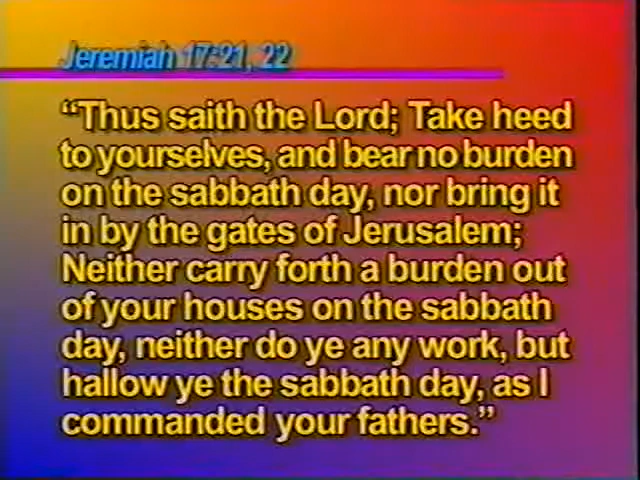 Jeremiah 17:21, 22
“Thus saith the Lord; Take heed
to yourselves, and bear no burden
on the sabbath day, nor bring it
in by the gates of Jerusalem;
Neither carry forth a burden out
of your houses on the sabbath
day, neither do ye any work, but
hallow ye the sabbath day, as I
commanded your fathers.”